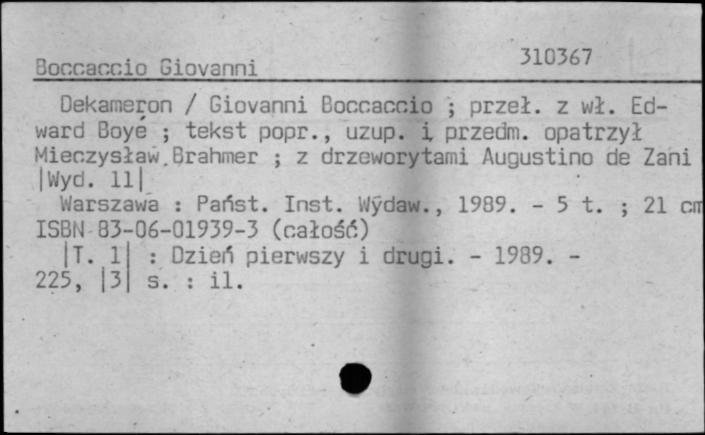 310367
Boccaccio Giovanni
Dekameron / Giovanni Boccaccio ; przeł. z wł. Ed-
ward Boyé ; tekst popr., uzup. i przedm. opatrzył
Mieczysław Brahmer ; z drzeworytami Augustino de Zani
|Wyd. 11|
Warszawa : Państ. Inst. Wydaw., 1989. - 5 t. ; 21 cm
ISBN 83-06-01939-3 (całość)
|T. 1| : Dzień pierwszy i drugi. - 1989. -
225, |3| s. : il.